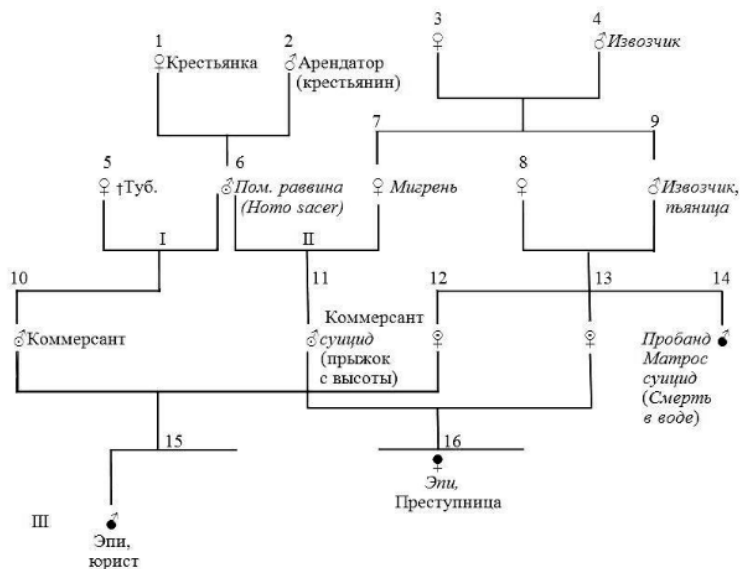 3 4
♀ ♂Извозчик
1 2
♀Крестьянка ♂Арендатор
(крестьянин)
7 9
5 6 8
♀ †Туб. ♂Пом. раввина ♀ Мигрень ♀ ♂Извозчик,
(Homo sacer) пьяница
I II
10 11 12 13 14
♂Коммерсант ♂ Коммерсант ♀ ♀ ♂
суицид Пробанд
(прыжок Матрос
с высоты) суицид
(Смерть
в воде)
15 16
♀
Эпи,
Преступница
III ♂
Эпи,
юрист